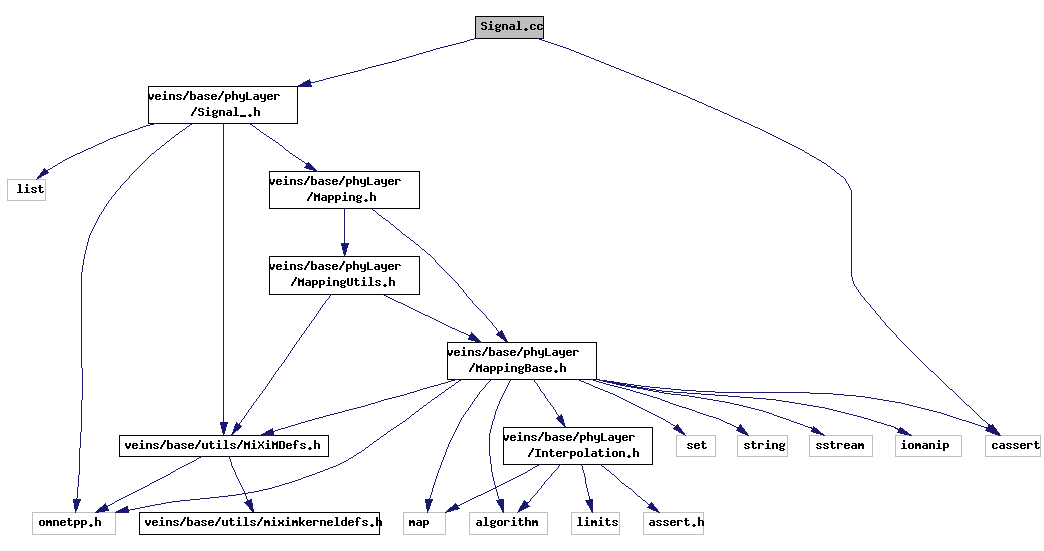 Signal.cc
veins/base/phyLayer
/Signal_.h
list
veins/base/phyLayer
/Mapping.h
veins/base/phyLayer
/MappingUtils.h
veins/base/phyLayer
/MappingBase.h
veins/base/utils/MiXiMDefs.h
veins/base/phyLayer
/Interpolation.h
set
string
sstream
iomanip
cassert
omnetpp.h
veins/base/utils/miximkerneldefs.h
map
algorithm
limits
assert.h